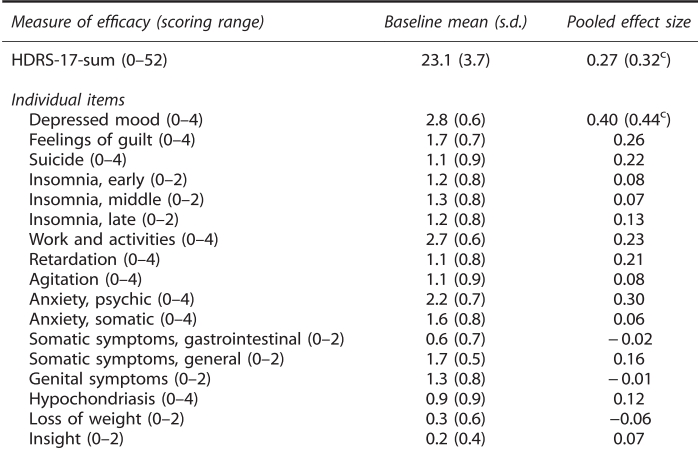 Measure of efficacy (scoring range) Baseline mean (s.d.) Pooled effect size
HDRS-17-sum (0–52) 23.1 (3.7) 0.27 (0.32ᶜ)
Individual items
Depressed mood (0–4) 2.8 (0.6) 0.40 (0.44ᶜ)
Feelings of guilt (0–4) 1.7 (0.7) 0.26
Suicide (0–4) 1.1 (0.9) 0.22
Insomnia, early (0–2) 1.2 (0.8) 0.08
Insomnia, middle (0–2) 1.3 (0.8) 0.07
Insomnia, late (0–2) 1.2 (0.8) 0.13
Work and activities (0–4) 2.7 (0.6) 0.23
Retardation (0–4) 1.1 (0.8) 0.21
Agitation (0–4) 1.1 (0.9) 0.08
Anxiety, psychic (0–4) 2.2 (0.7) 0.30
Anxiety, somatic (0–4) 1.6 (0.8) 0.06
Somatic symptoms, gastrointestinal (0–2) 0.6 (0.7) −0.02
Somatic symptoms, general (0–2) 1.7 (0.5) 0.16
Genital symptoms (0–2) 1.3 (0.8) −0.01
Hypochondriasis (0–4) 0.9 (0.9) 0.12
Loss of weight (0–2) 0.3 (0.6) −0.06
Insight (0–2) 0.2 (0.4) 0.07